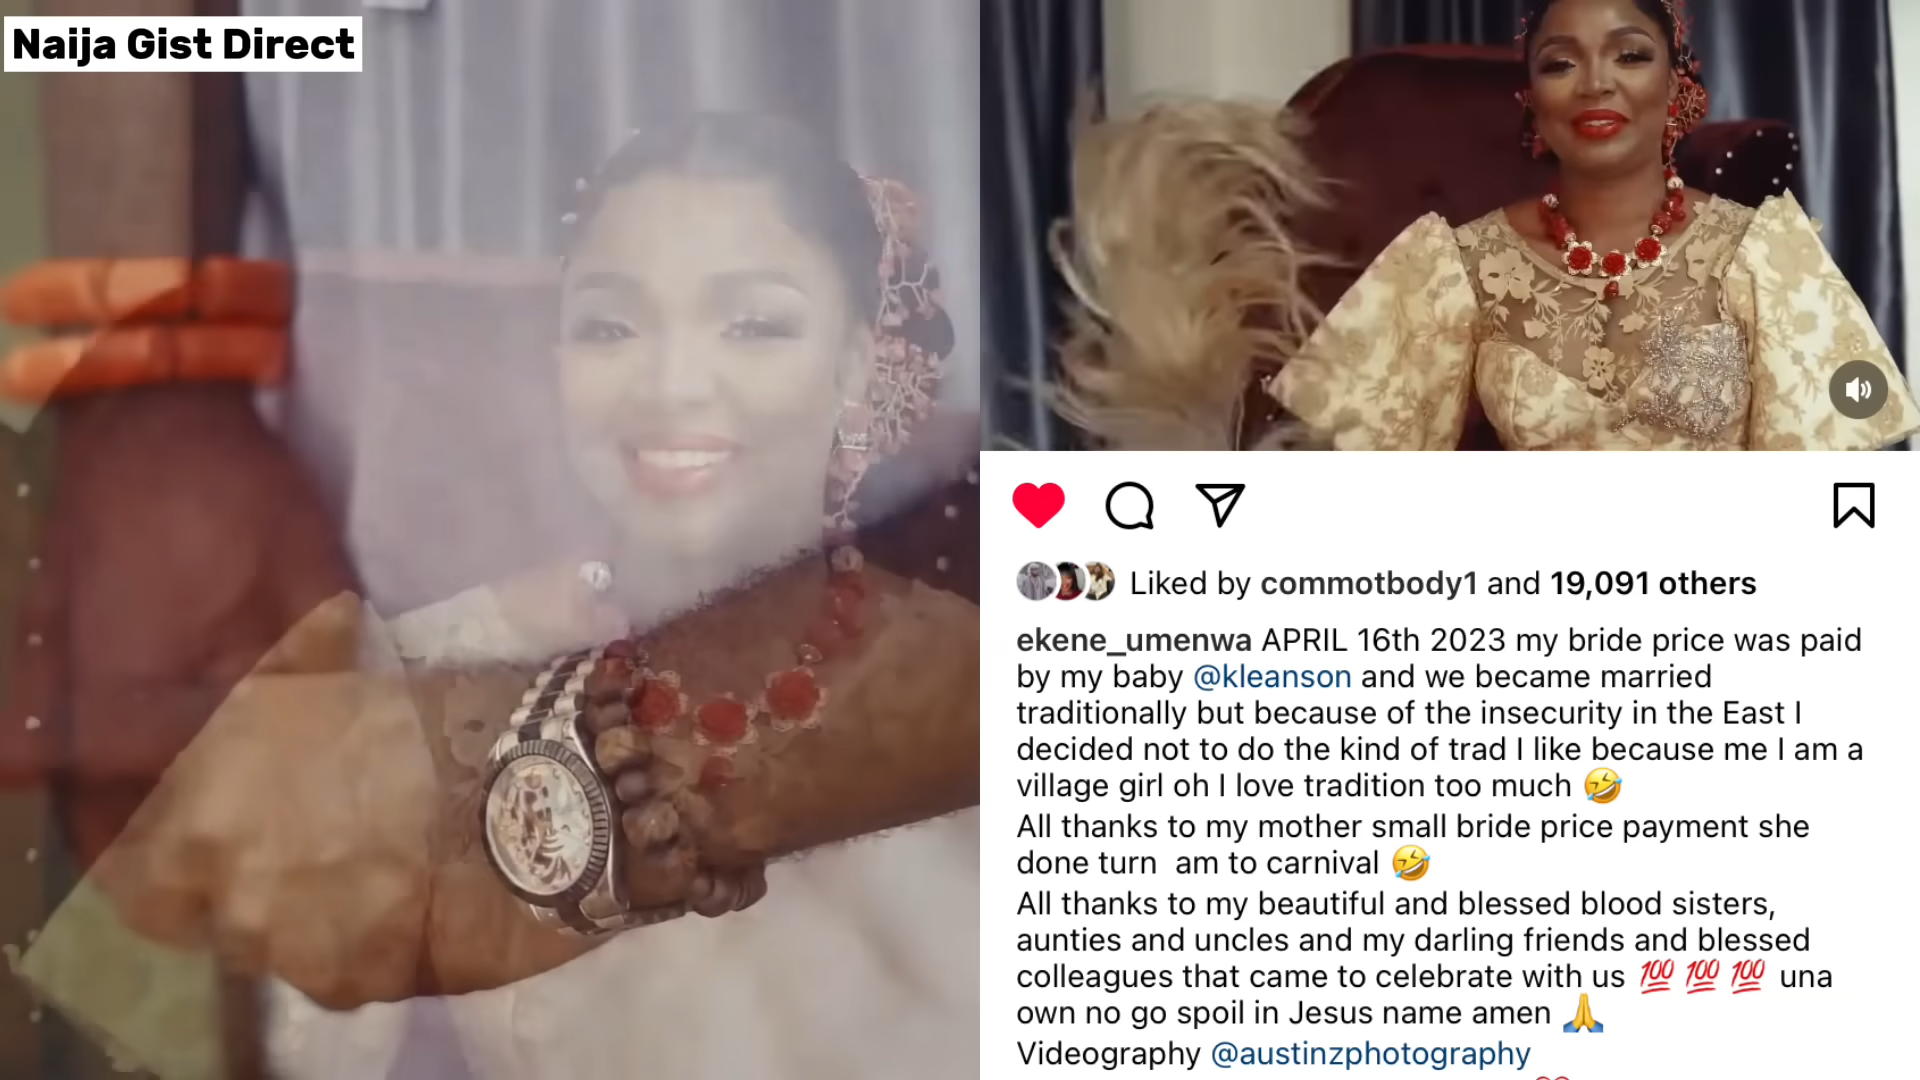 Naija Gist Direct
Liked by commotbody1 and 19,091 others
ekene_umenwa APRIL 16th 2023 my bride price was paid
by my baby @kleanson and we became married
traditionally but because of the insecurity in the East I
decided not to do the kind of trad I like because me I am a
village girl oh I love tradition too much 🤣
All thanks to my mother small bride price payment she
done turn  am to carnival 🤣
All thanks to my beautiful and blessed blood sisters,
aunties and uncles and my darling friends and blessed
colleagues that came to celebrate with us 💯 💯 💯 una
own no go spoil in Jesus name amen 🙏
Videography @austinzphotography